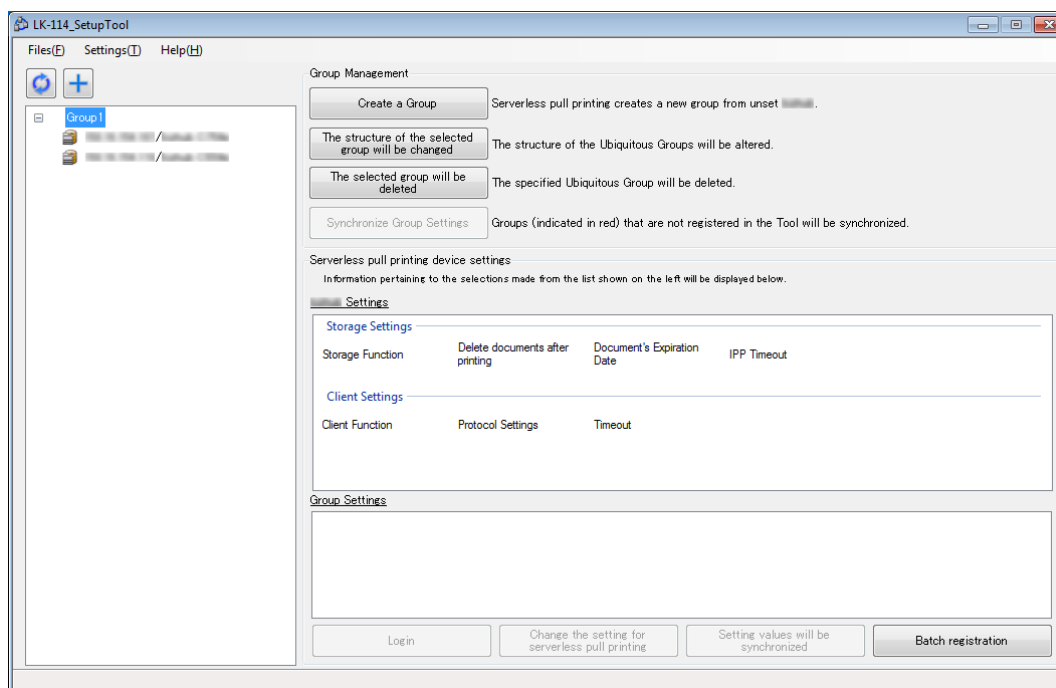 LK-114_SetupTool
Files(F) Settings(T) Help(H)
Group1
/
/
Group Management
Create a Group
Serverless pull printing creates a new group from unset .
The structure of the selected
group will be changed
The structure of the Ubiquitous Groups will be altered.
The selected group will be
deleted
The specified Ubiquitous Group will be deleted.
Synchronize Group Settings
Groups (indicated in red) that are not registered in the Tool will be synchronized.
Serverless pull printing device settings
Information pertaining to the selections made from the list shown on the left will be displayed below.
Settings
Storage Settings
Storage Function
Delete documents after
printing
Document's Expiration
Date
IPP Timeout
Client Settings
Client Function
Protocol Settings
Timeout
Group Settings
Login
Change the setting for
serverless pull printing
Setting values will be
synchronized
Batch registration